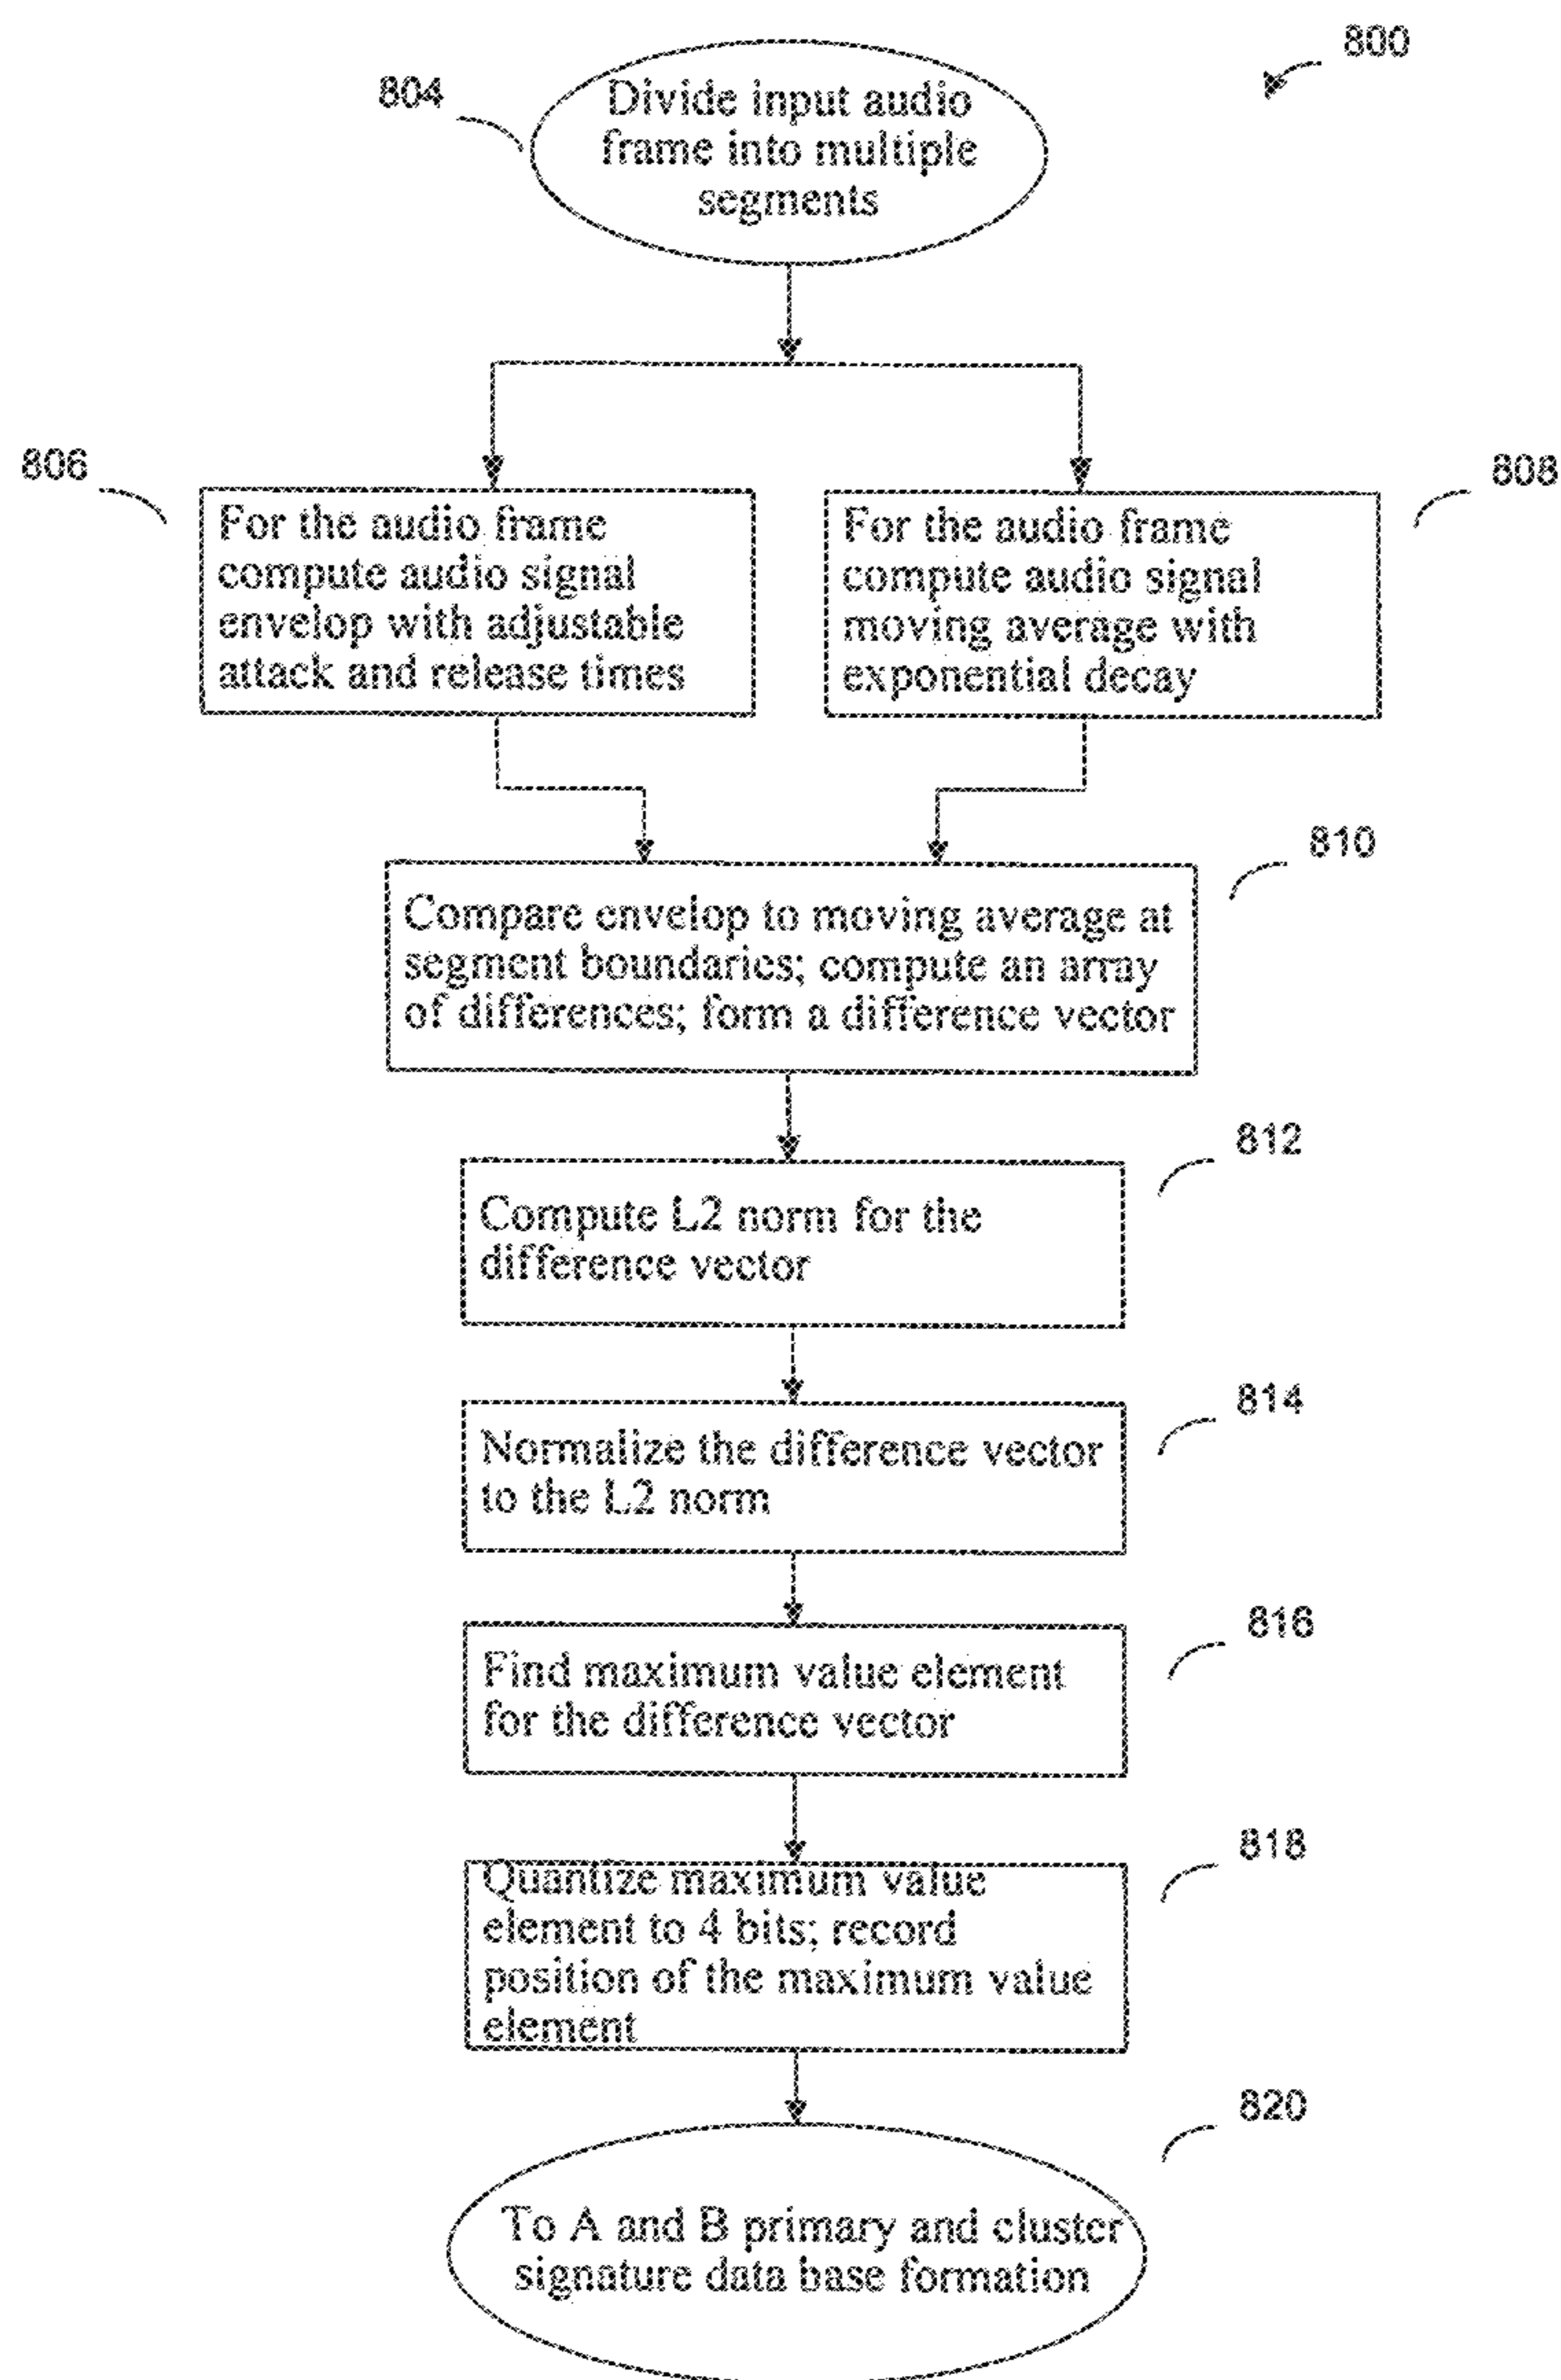 800
804
Divide input audio
frame into multiple
segments
806
For the audio frame
compute audio signal
envelop with adjustable
attack and release times
808
For the audio frame
compute audio signal
moving average with
exponential decay
810
Compare envelop to moving average at
segment boundaries; compute an array
of differences; form a difference vector
812
Compute L2 norm for the
difference vector
814
Normalize the difference vector
to the L2 norm
816
Find maximum value element
for the difference vector
818
Quantize maximum value
element to 4 bits; record
position of the maximum value
element
820
To A and B primary and cluster
signature data base formation